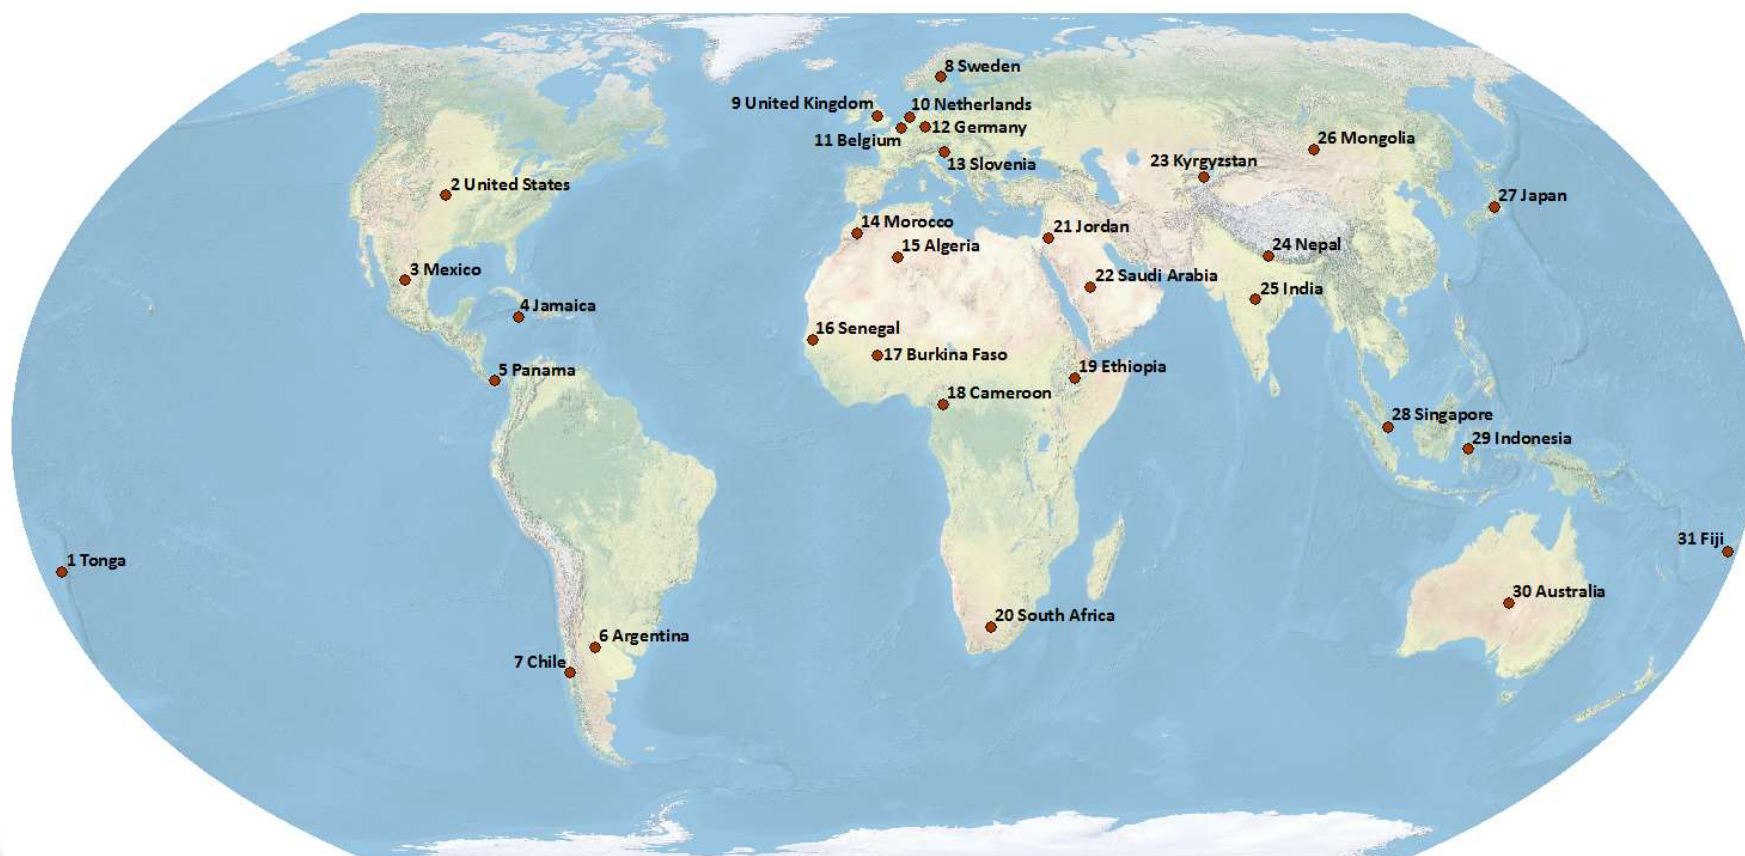 1 Tonga
2 United States
3 Mexico
4 Jamaica
5 Panama
6 Argentina
7 Chile
8 Sweden
9 United Kingdom
10 Netherlands
11 Belgium
12 Germany
13 Slovenia
14 Morocco
15 Algeria
16 Senegal
17 Burkina Faso
18 Cameroon
19 Ethiopia
20 South Africa
21 Jordan
22 Saudi Arabia
23 Kyrgyzstan
24 Nepal
25 India
26 Mongolia
27 Japan
28 Singapore
29 Indonesia
30 Australia
31 Fiji